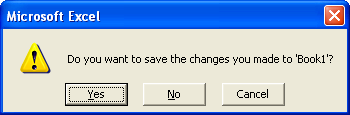 Microsoft Excel
Do you want to save the changes you made to 'Book1'?
Yes No Cancel